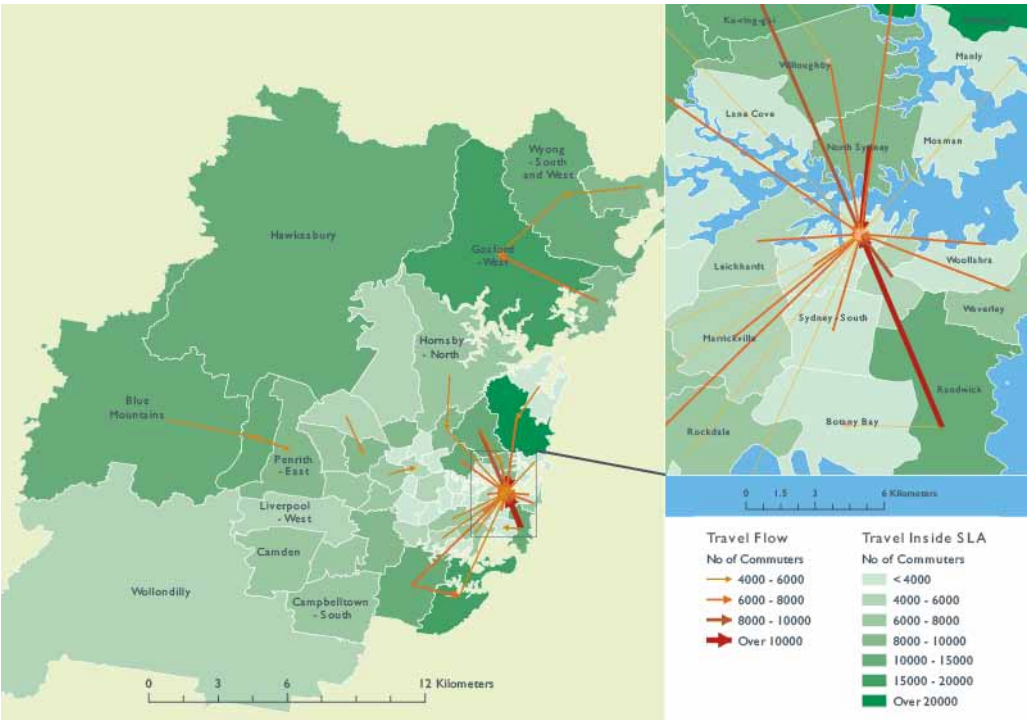 Wyong
- South
and West
Hawkesbury
Gosford
- West
Hornsby
- North
Blue
Mountains
Penrith
- East
Liverpool
- West
Camden
Wollondilly
Campbelltown
- South
0 3 6 12 Kilometers
Ku-ring-gai
Manly
Willoughby
Lane Cove
North Sydney
Mosman
Leichhardt
Woollahra
Sydney - South
Waverley
Marrickville
Randwick
Botany Bay
Rockdale
0 1.5 3 6 Kilometers
Travel Flow
No of Commuters
4000 - 6000
6000 - 8000
8000 - 10000
Over 10000
Travel Inside SLA
No of Commuters
< 4000
4000 - 6000
6000 - 8000
8000 - 10000
10000 - 15000
15000 - 20000
Over 20000